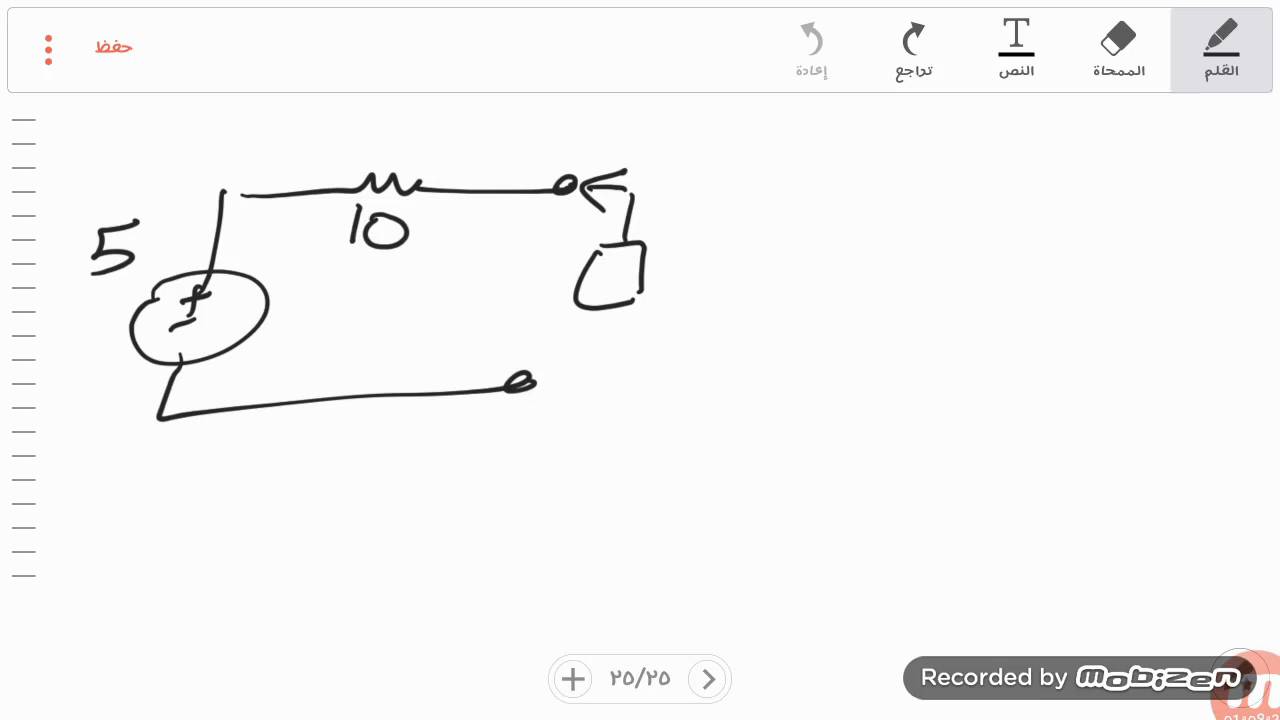 حفظ
إعادة
تراجع
النص
الممحاة
القلم
5
10
+
-
٢٥/٢٥
Recorded by mobizen